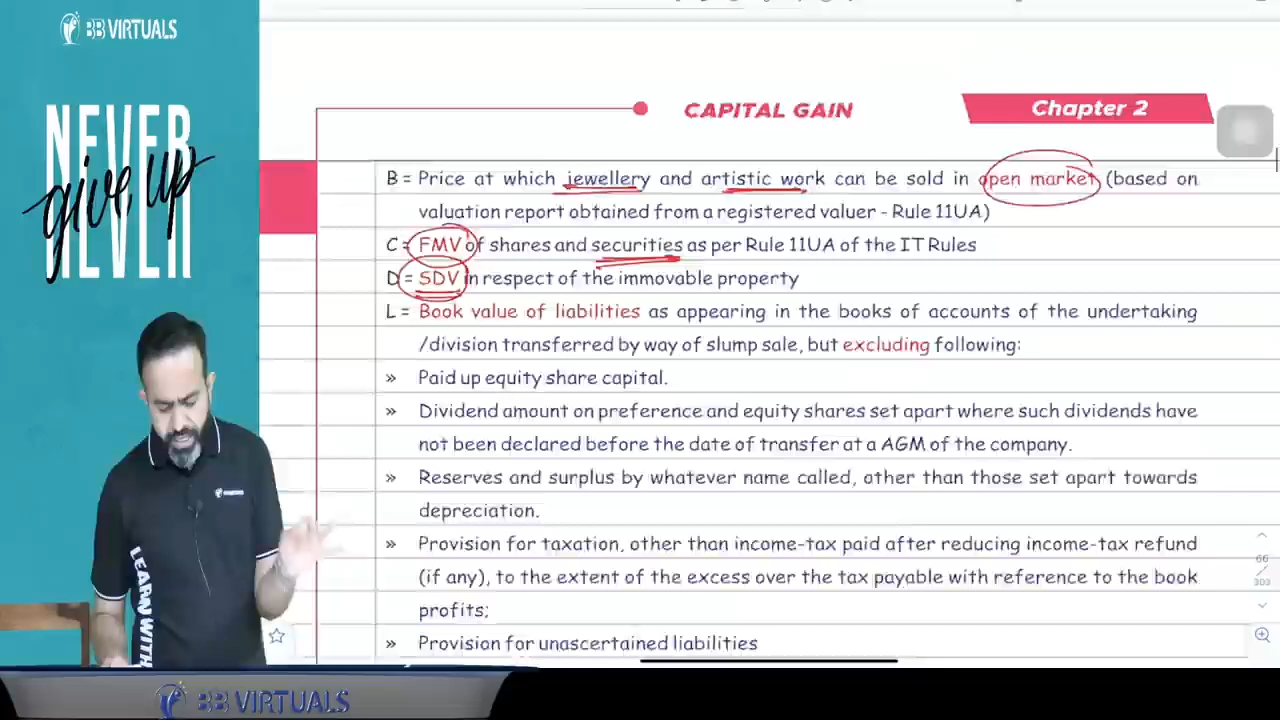 BB VIRTUALS
NEVER
give up
NEVER
CAPITAL GAIN
Chapter 2
B = Price at which jewellery and artistic work can be sold in open market (based on
valuation report obtained from a registered valuer - Rule 11UA)
C = FMV of shares and securities as per Rule 11UA of the IT Rules
D = SDV in respect of the immovable property
L = Book value of liabilities as appearing in the books of accounts of the undertaking
/division transferred by way of slump sale, but excluding following:
» Paid up equity share capital.
» Dividend amount on preference and equity shares set apart where such dividends have
not been declared before the date of transfer at a AGM of the company.
» Reserves and surplus by whatever name called, other than those set apart towards
depreciation.
» Provision for taxation, other than income-tax paid after reducing income-tax refund
(if any), to the extent of the excess over the tax payable with reference to the book
profits;
» Provision for unascertained liabilities
66
/
303
LEARN WITH
BB VIRTUALS